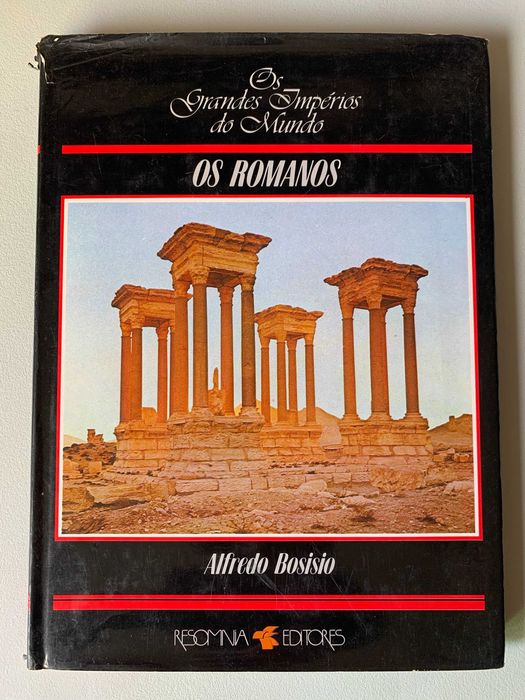 Os
Grandes Impérios
do Mundo
OS ROMANOS
Alfredo Bosisio
RESOMNIA EDITORES